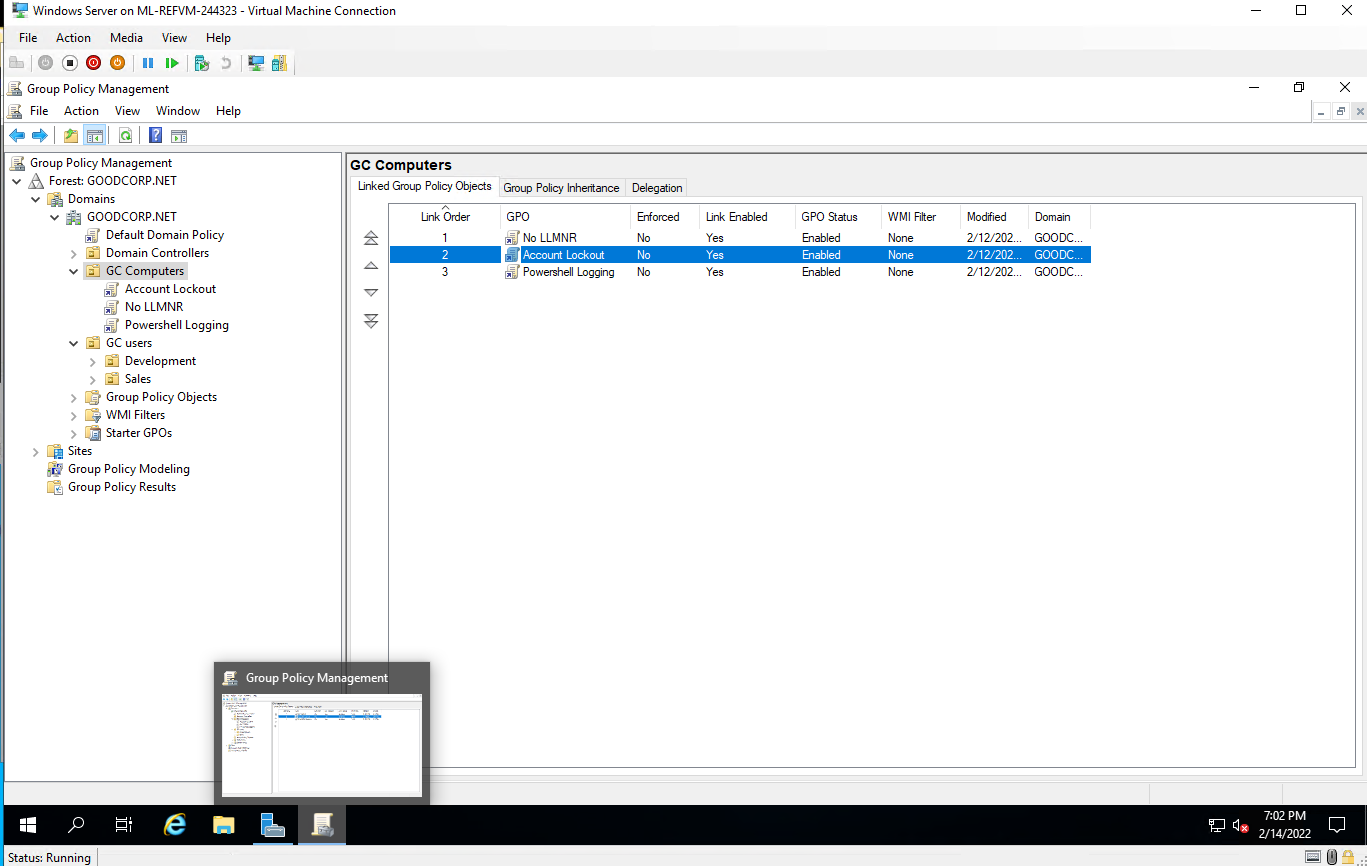 Windows Server on ML-REFVM-244323 - Virtual Machine Connection
File Action Media View Help
Group Policy Management
File Action View Window Help
Group Policy Management
Forest: GOODCORP.NET
Domains
GOODCORP.NET
Default Domain Policy
Domain Controllers
GC Computers
Account Lockout
No LLMNR
Powershell Logging
GC users
Development
Sales
Group Policy Objects
WMI Filters
Starter GPOs
Sites
Group Policy Modeling
Group Policy Results
GC Computers
Linked Group Policy Objects Group Policy Inheritance Delegation
Link Order GPO Enforced Link Enabled GPO Status WMI Filter Modified Domain
1 No LLMNR No Yes Enabled None 2/12/202... GOODC...
2 Account Lockout No Yes Enabled None 2/12/202... GOODC...
3 Powershell Logging No Yes Enabled None 2/12/202... GOODC...
Group Policy Management
7:02 PM
2/14/2022
Status: Running